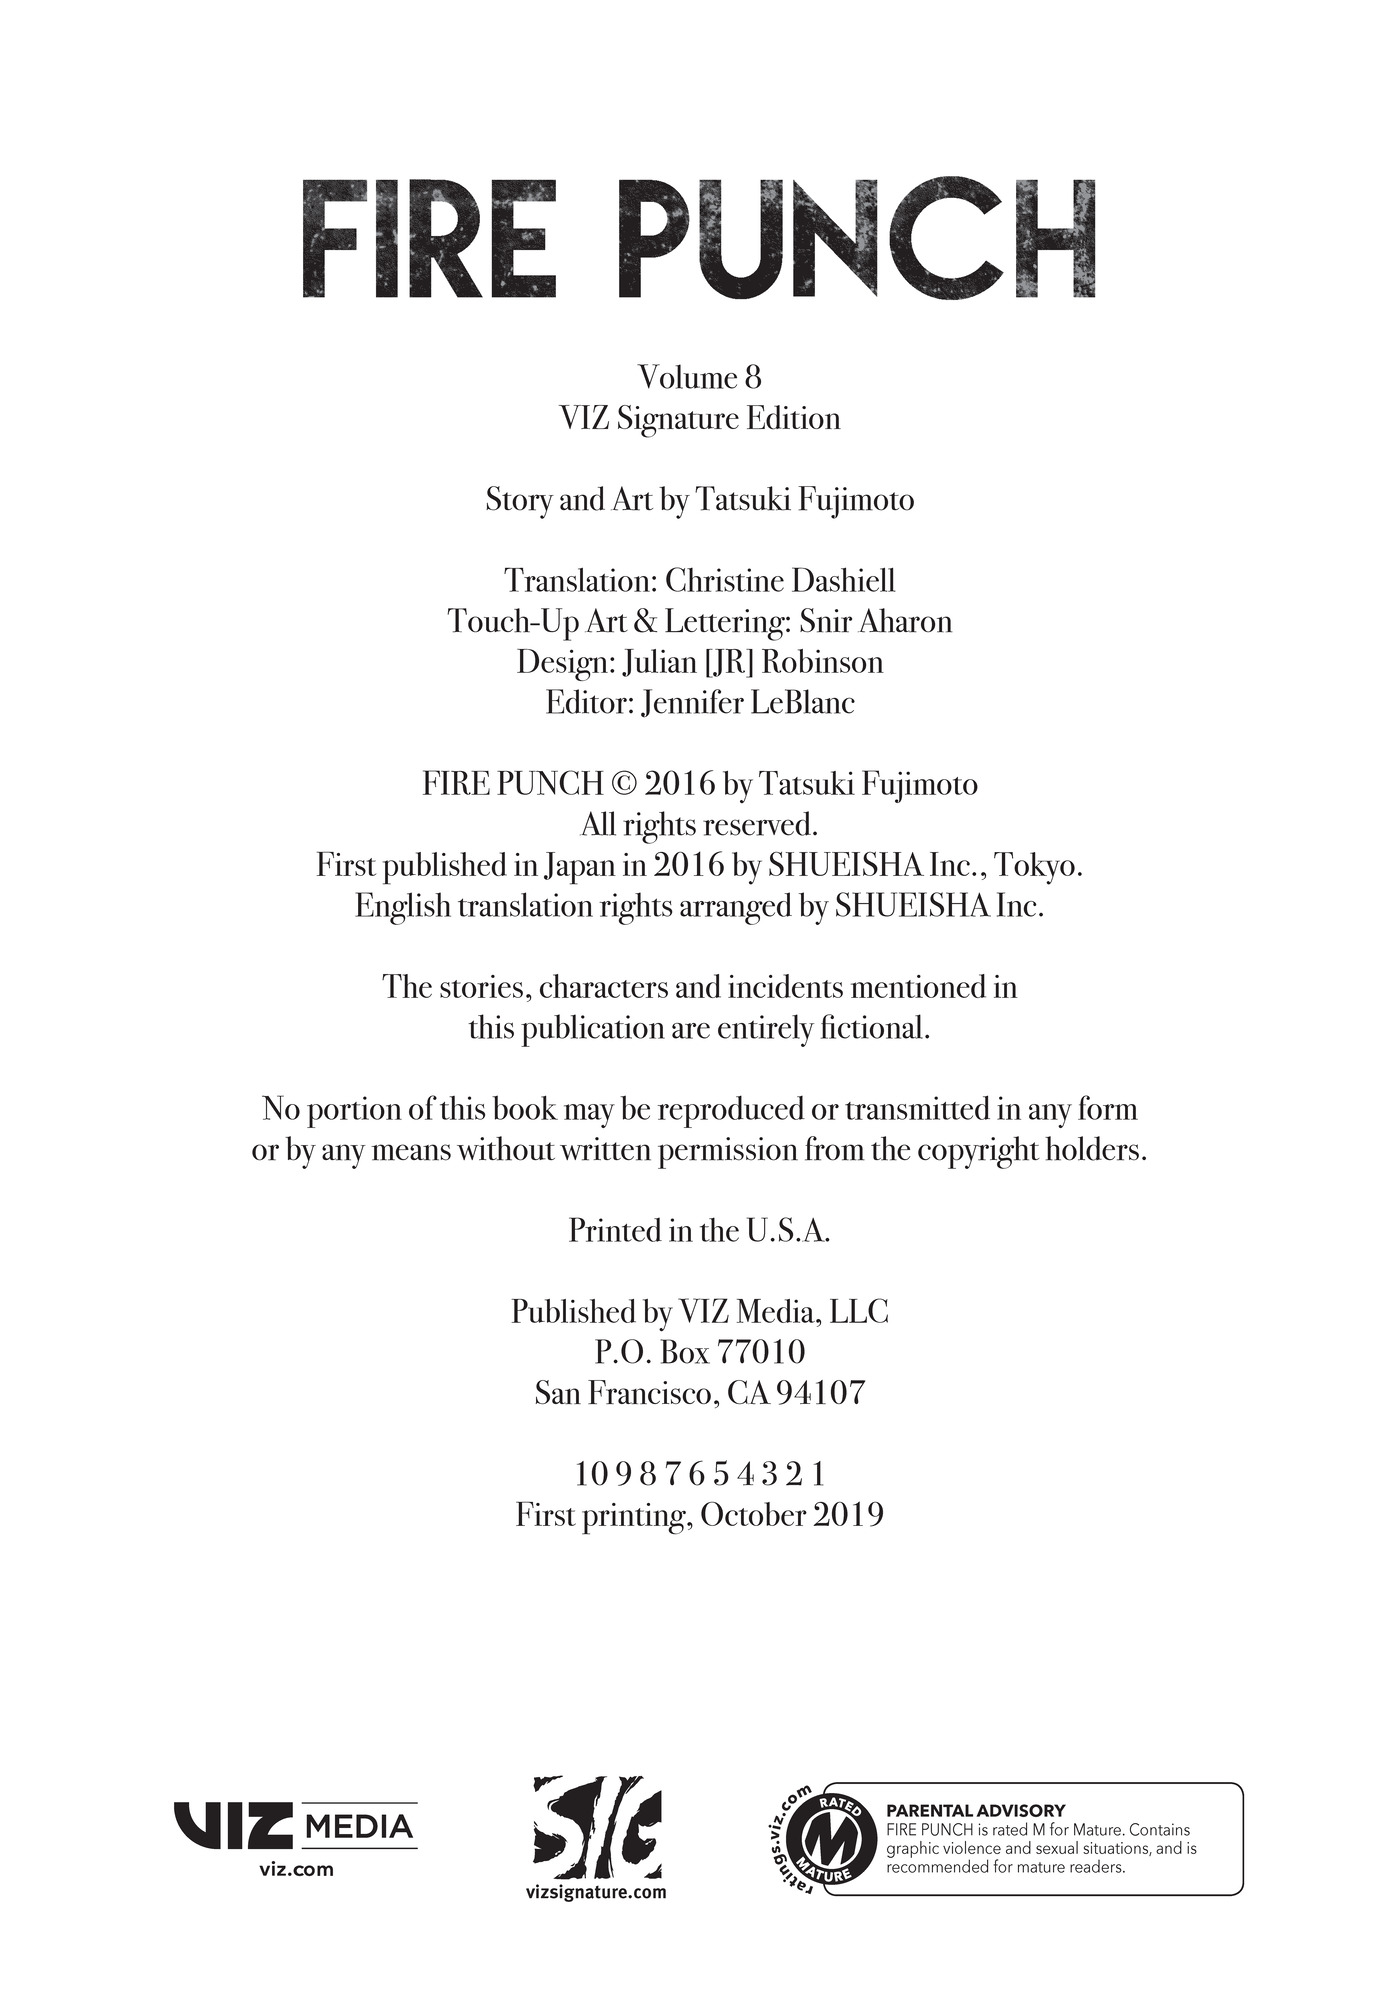 FIRE PUNCH
Volume 8
VIZ Signature Edition
Story and Art by Tatsuki Fujimoto
Translation: Christine Dashiell
Touch-Up Art & Lettering: Snir Aharon
Design: Julian [JR] Robinson
Editor: Jennifer LeBlanc
FIRE PUNCH © 2016 by Tatsuki Fujimoto
All rights reserved.
First published in Japan in 2016 by SHUEISHA Inc., Tokyo.
English translation rights arranged by SHUEISHA Inc.
The stories, characters and incidents mentioned in
this publication are entirely fictional.
No portion of this book may be reproduced or transmitted in any form
or by any means without written permission from the copyright holders.
Printed in the U.S.A.
Published by VIZ Media, LLC
P.O. Box 77010
San Francisco, CA 94107
10 9 8 7 6 5 4 3 2 1
First printing, October 2019
VIZ MEDIA
viz.com
SIG
vizsignature.com
ratings.viz.com
RATED
M
MATURE
PARENTAL ADVISORY
FIRE PUNCH is rated M for Mature. Contains
graphic violence and sexual situations, and is
recommended for mature readers.